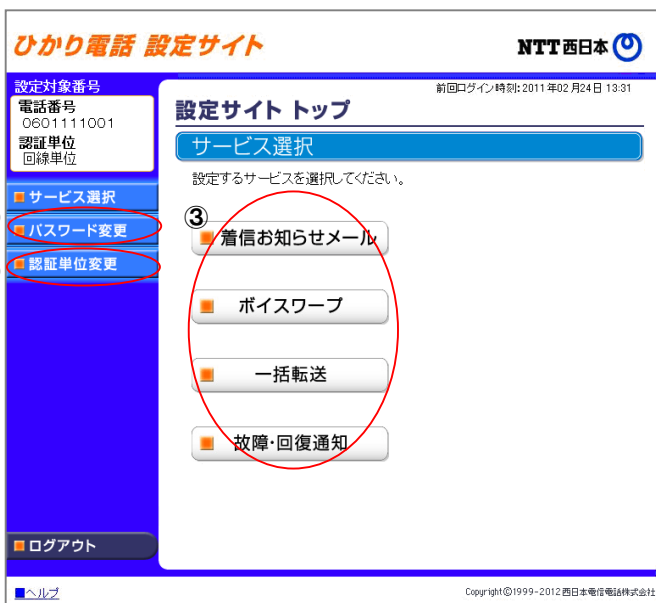 ひかり電話 設定サイト
NTT西日本
設定対象番号
電話番号
0601111001
認証単位
回線単位
サービス選択
パスワード変更
認証単位変更
ログアウト
前回ログイン時刻:2011年02月24日 13:31
設定サイト トップ
サービス選択
設定するサービスを選択してください。
③
着信お知らせメール
ボイスワープ
一括転送
故障・回復通知
ヘルプ
Copyright©1999-2012 西日本電信電話株式会社